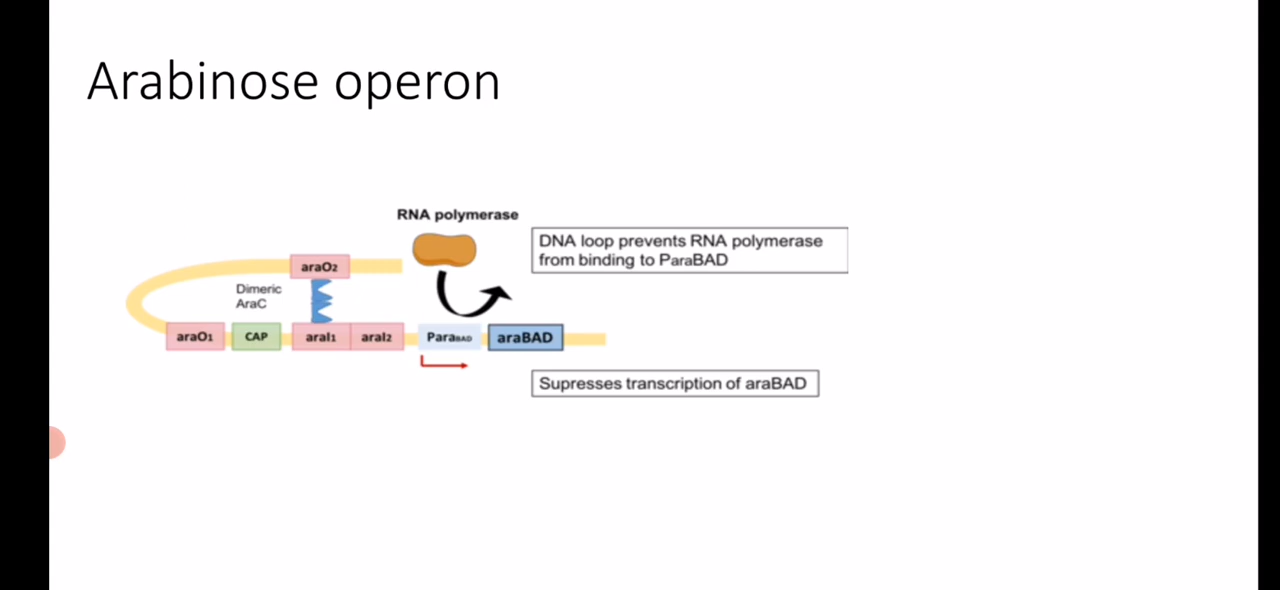 Arabinose operon
RNA polymerase
DNA loop prevents RNA polymerase
from binding to ParaBAD
araO2
Dimeric
AraC
araO1
CAP
araI1
araI2
ParaBAD
araBAD
Supresses transcription of araBAD